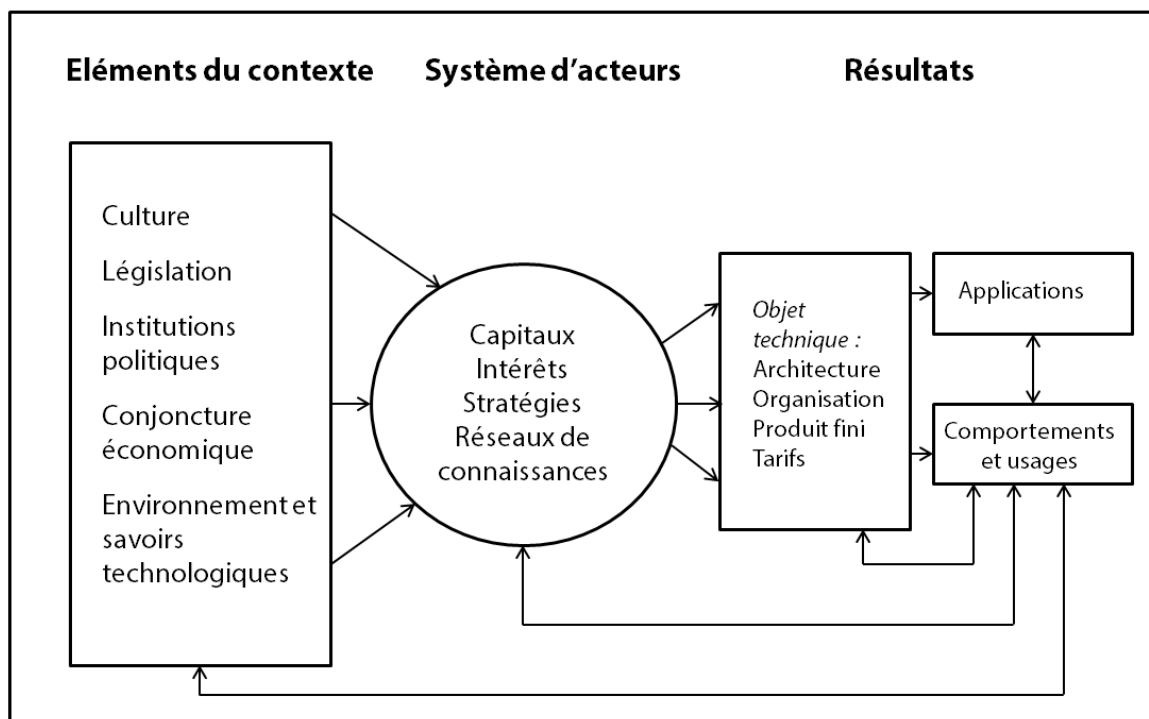 Eléments du contexte
Système d'acteurs
Résultats
Culture
Législation
Institutions
politiques
Conjoncture
économique
Environnement et
savoirs
technologiques
Capitaux
Intérêts
Stratégies
Réseaux de
connaissances
Objet
technique :
Architecture
Organisation
Produit fini
Tarifs
Applications
Comportements
et usages